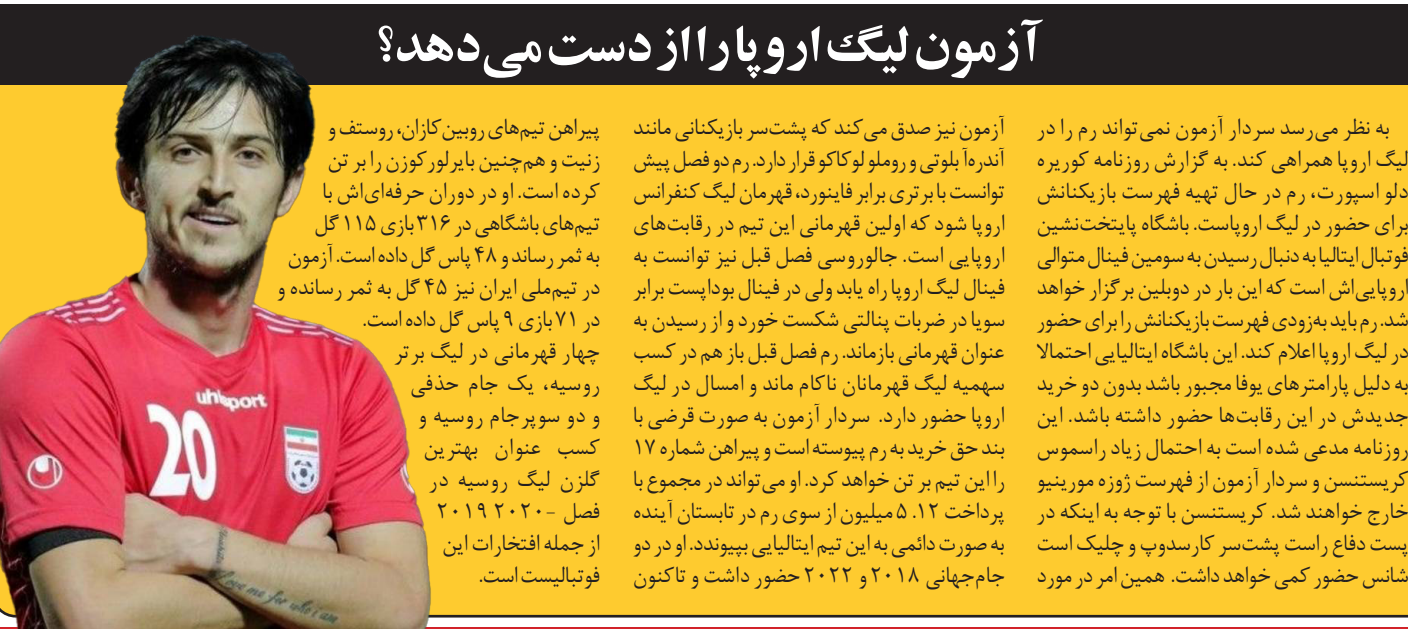 آزمون لیگ اروپا را از دست می‌دهد؟
به نظر می‌رسد سردار آزمون نمی‌تواند رم را در
لیگ اروپا همراهی کند. به گزارش روزنامه کوریره
دلو اسپورت، رم در حال تهیه فهرست بازیکنانش
برای حضور در لیگ اروپاست. باشگاه پایتخت‌نشین
فوتبال ایتالیا به دنبال رسیدن به سومین فینال متوالی
اروپایی‌اش است که این بار در دوبلین برگزار خواهد
شد. رم باید به‌زودی فهرست بازیکنانش را برای حضور
در لیگ اروپا اعلام کند. این باشگاه ایتالیایی احتمالا
به دلیل پارامترهای یوفا مجبور باشد بدون دو خرید
جدیدش در این رقابت‌ها حضور داشته باشد. این
روزنامه مدعی شده است به احتمال زیاد راسموس
کریستنسن و سردار آزمون از فهرست ژوزه مورینیو
خارج خواهند شد. کریستنسن با توجه به اینکه در
پست دفاع راست پشت‌سر کارسدوپ و چلیک است
شانس حضور کمی خواهد داشت. همین امر در مورد
آزمون نیز صدق می‌کند که پشت‌سر بازیکنانی مانند
آندره‌آ بلوتی و روملو لوکاکو قرار دارد. رم دو فصل پیش
توانست با برتری برابر فاینورد، قهرمان لیگ کنفرانس
اروپا شود که اولین قهرمانی این تیم در رقابت‌های
اروپایی است. جالوروسی فصل قبل نیز توانست به
فینال لیگ اروپا راه یابد ولی در فینال بوداپست برابر
سویا در ضربات پنالتی شکست خورد و از رسیدن به
عنوان قهرمانی بازماند. رم فصل قبل باز هم در کسب
سهمیه لیگ قهرمانان ناکام ماند و امسال در لیگ
اروپا حضور دارد. سردار آزمون به صورت قرضی با
بند حق خرید به رم پیوسته است و پیراهن شماره ۱۷
را این تیم بر تن خواهد کرد. او می‌تواند در مجموع با
پرداخت ۱۲. ۵ میلیون از سوی رم در تابستان آینده
به صورت دائمی به این تیم ایتالیایی بپیوندد. او در دو
جام‌جهانی ۲۰۱۸ و ۲۰۲۲ حضور داشت و تاکنون
پیراهن تیم‌های روبین کازان، روستف و
زنیت و هم‌چنین بایرلورکوزن را بر تن
کرده است. او در دوران حرفه‌ای‌اش با
تیم‌های باشگاهی در ۳۱۶ بازی ۱۱۵ گل
به ثمر رساند و ۴۸ پاس گل داده است. آزمون
در تیم‌ملی ایران نیز ۴۵ گل به ثمر رسانده و
در ۷۱ بازی ۹ پاس گل داده است.
چهار قهرمانی در لیگ برتر
روسیه، یک جام حذفی
و دو سوپر جام روسیه و
کسب عنوان بهترین
گلزن لیگ روسیه در
فصل -۲۰۲۰ ۲۰۱۹
از جمله افتخارات این
فوتبالیست است.
uhlsport
20
Love me for who i am